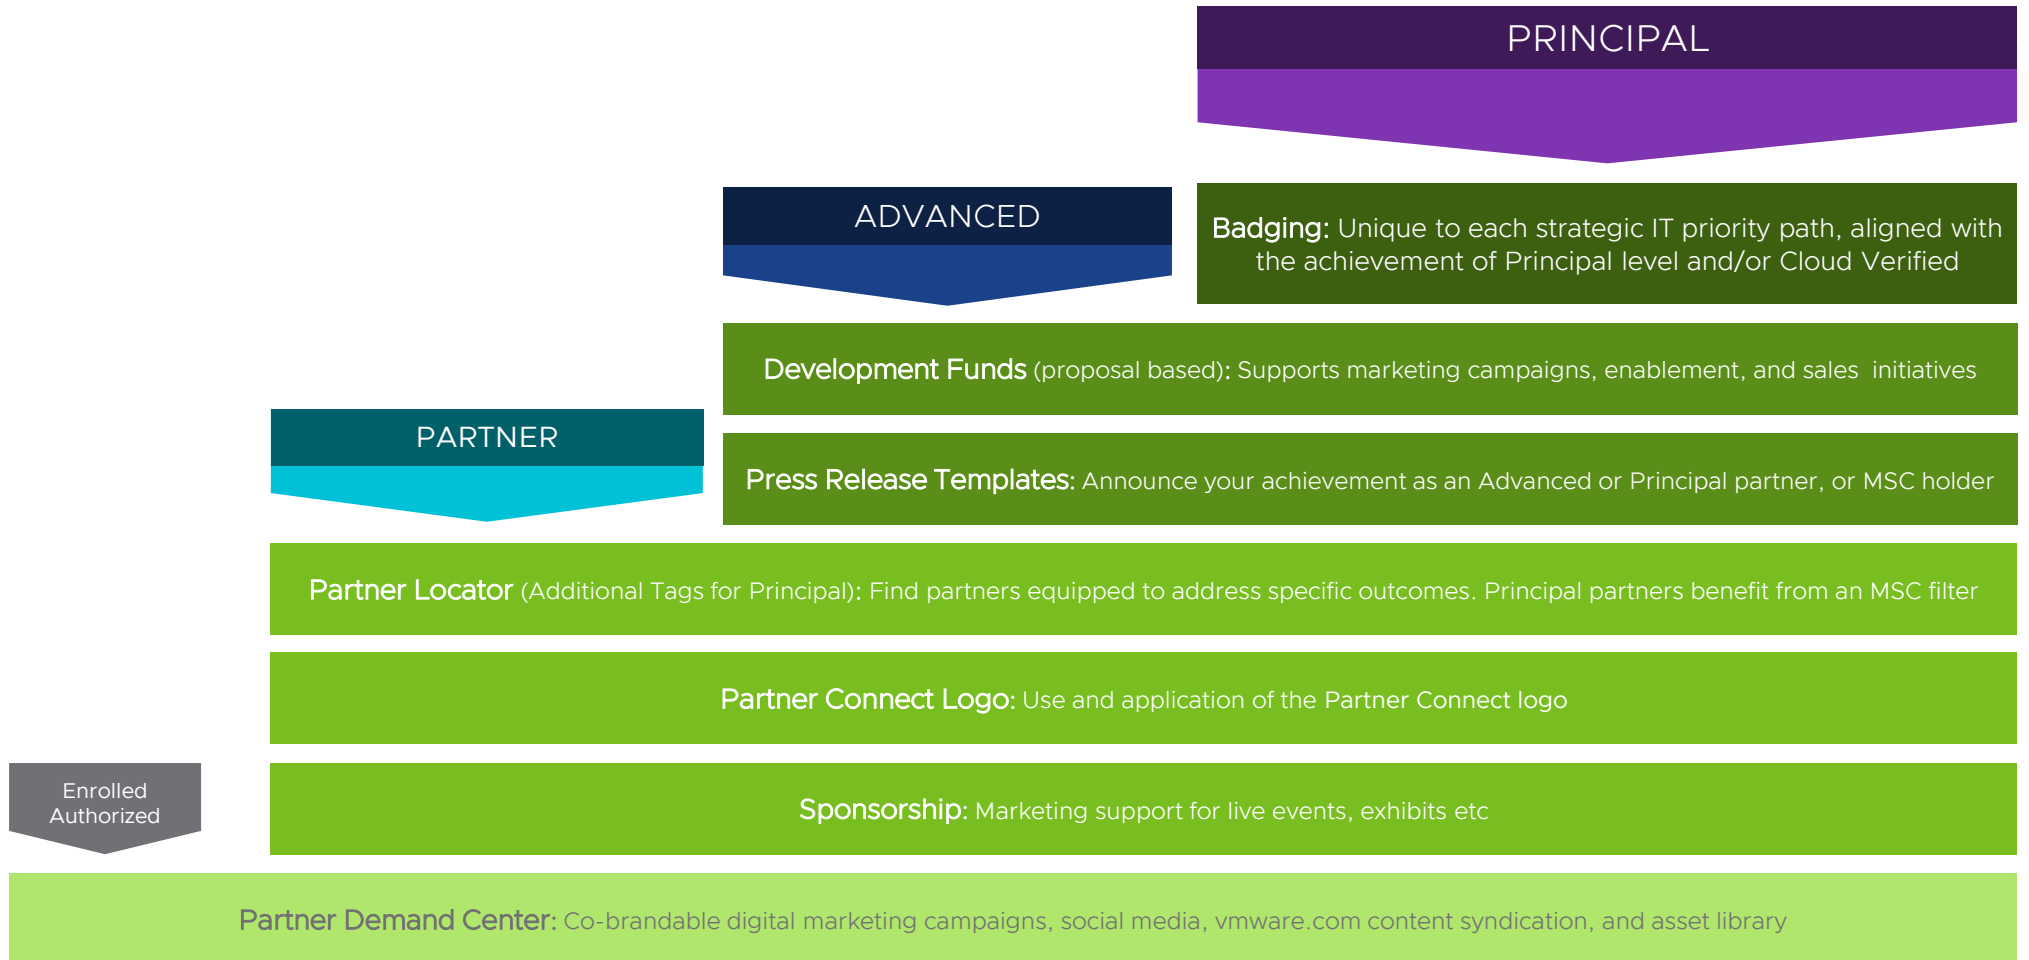 PRINCIPAL
ADVANCED
Badging: Unique to each strategic IT priority path, aligned with
the achievement of Principal level and/or Cloud Verified
Development Funds (proposal based): Supports marketing campaigns, enablement, and sales  initiatives
PARTNER
Press Release Templates: Announce your achievement as an Advanced or Principal partner, or MSC holder
Partner Locator (Additional Tags for Principal): Find partners equipped to address specific outcomes. Principal partners benefit from an MSC filter
Partner Connect Logo: Use and application of the Partner Connect logo
Enrolled
Authorized
Sponsorship: Marketing support for live events, exhibits etc
Partner Demand Center: Co-brandable digital marketing campaigns, social media, vmware.com content syndication, and asset library